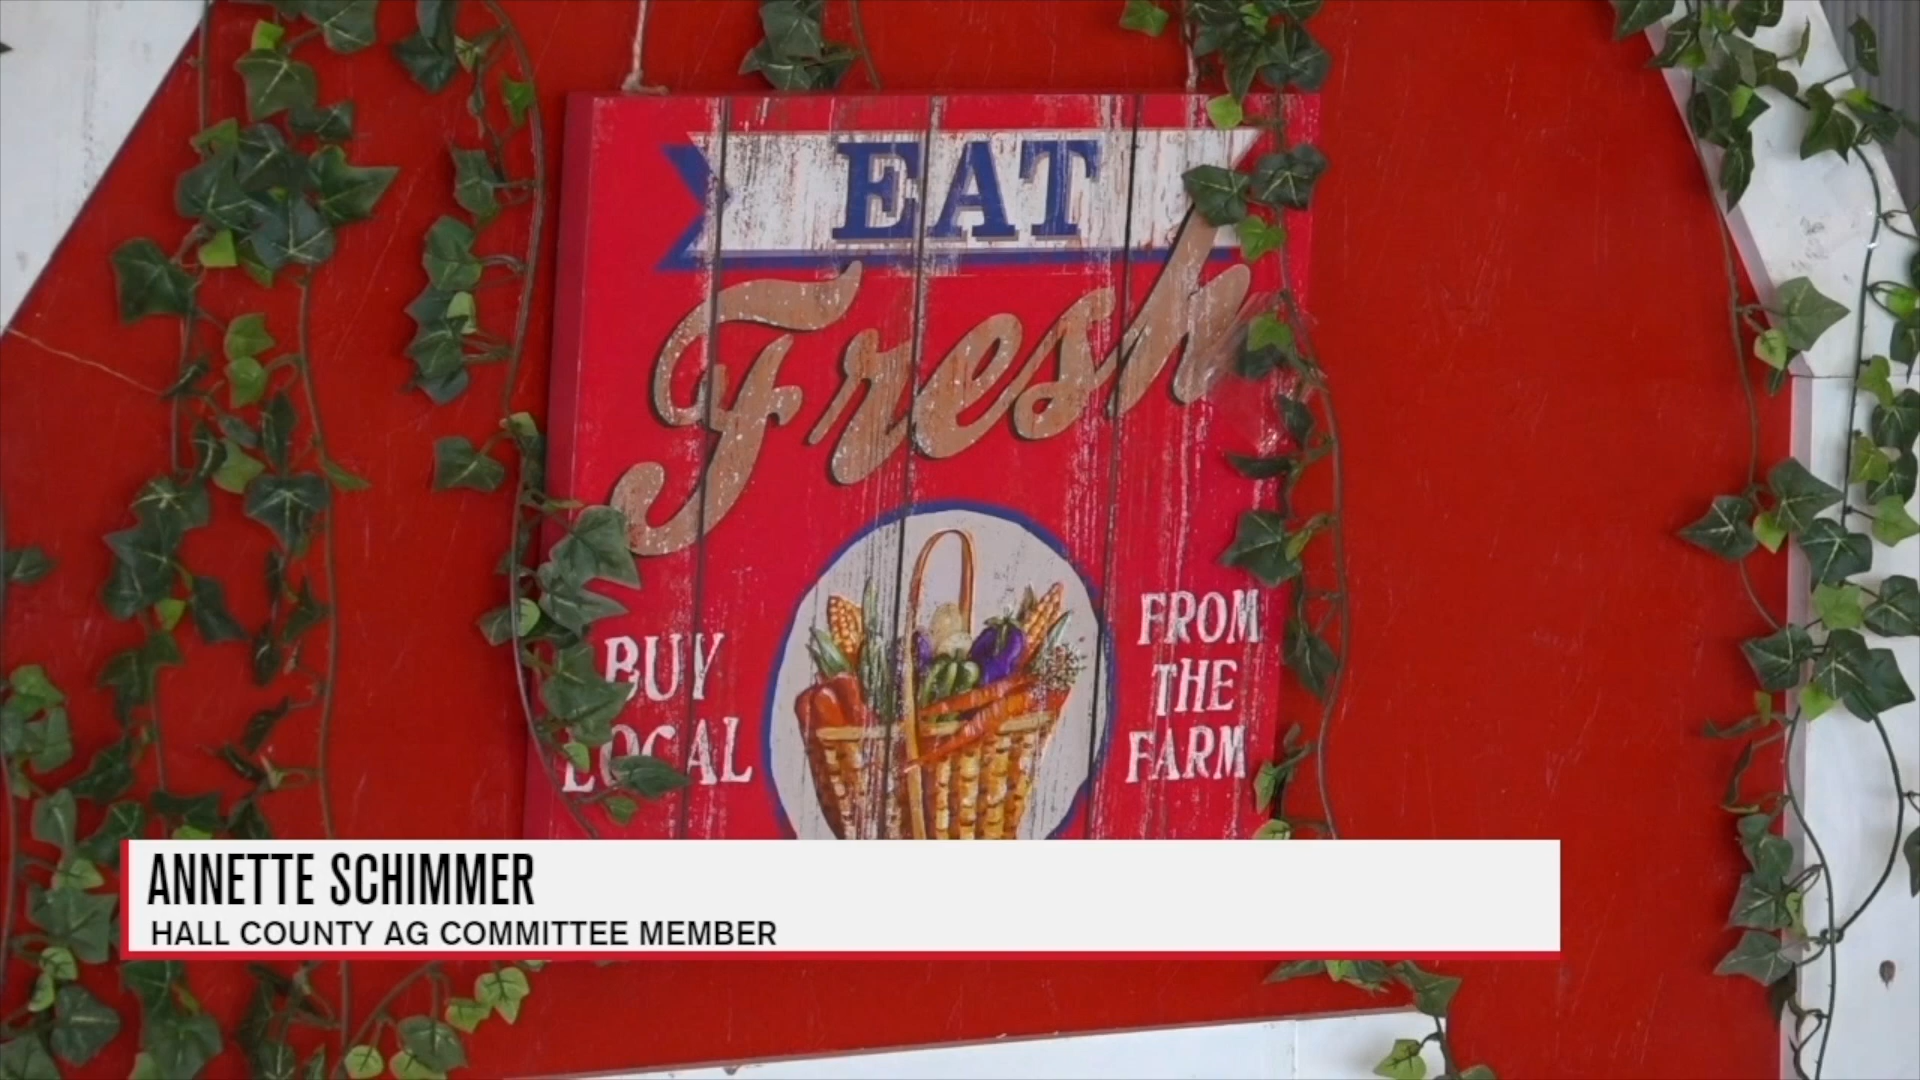 EAT
Fresh
BUY
LOCAL
FROM
THE
FARM
ANNETTE SCHIMMER
HALL COUNTY AG COMMITTEE MEMBER